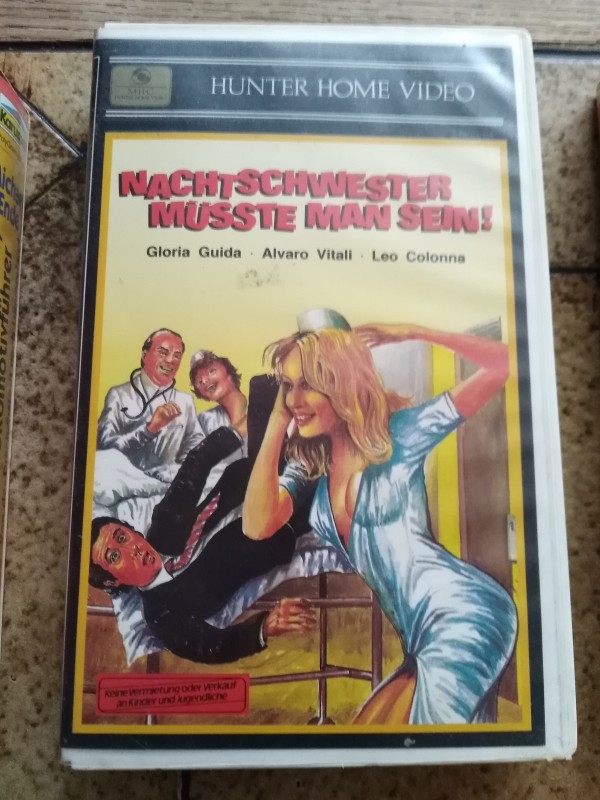 HUNTER HOME VIDEO
NACHTSCHWESTER
MÜSSTE MAN SEIN!
Gloria Guida · Alvaro Vitali · Leo Colonna
Keine Vermietung oder Verkauf
an Kinder und Jugendliche